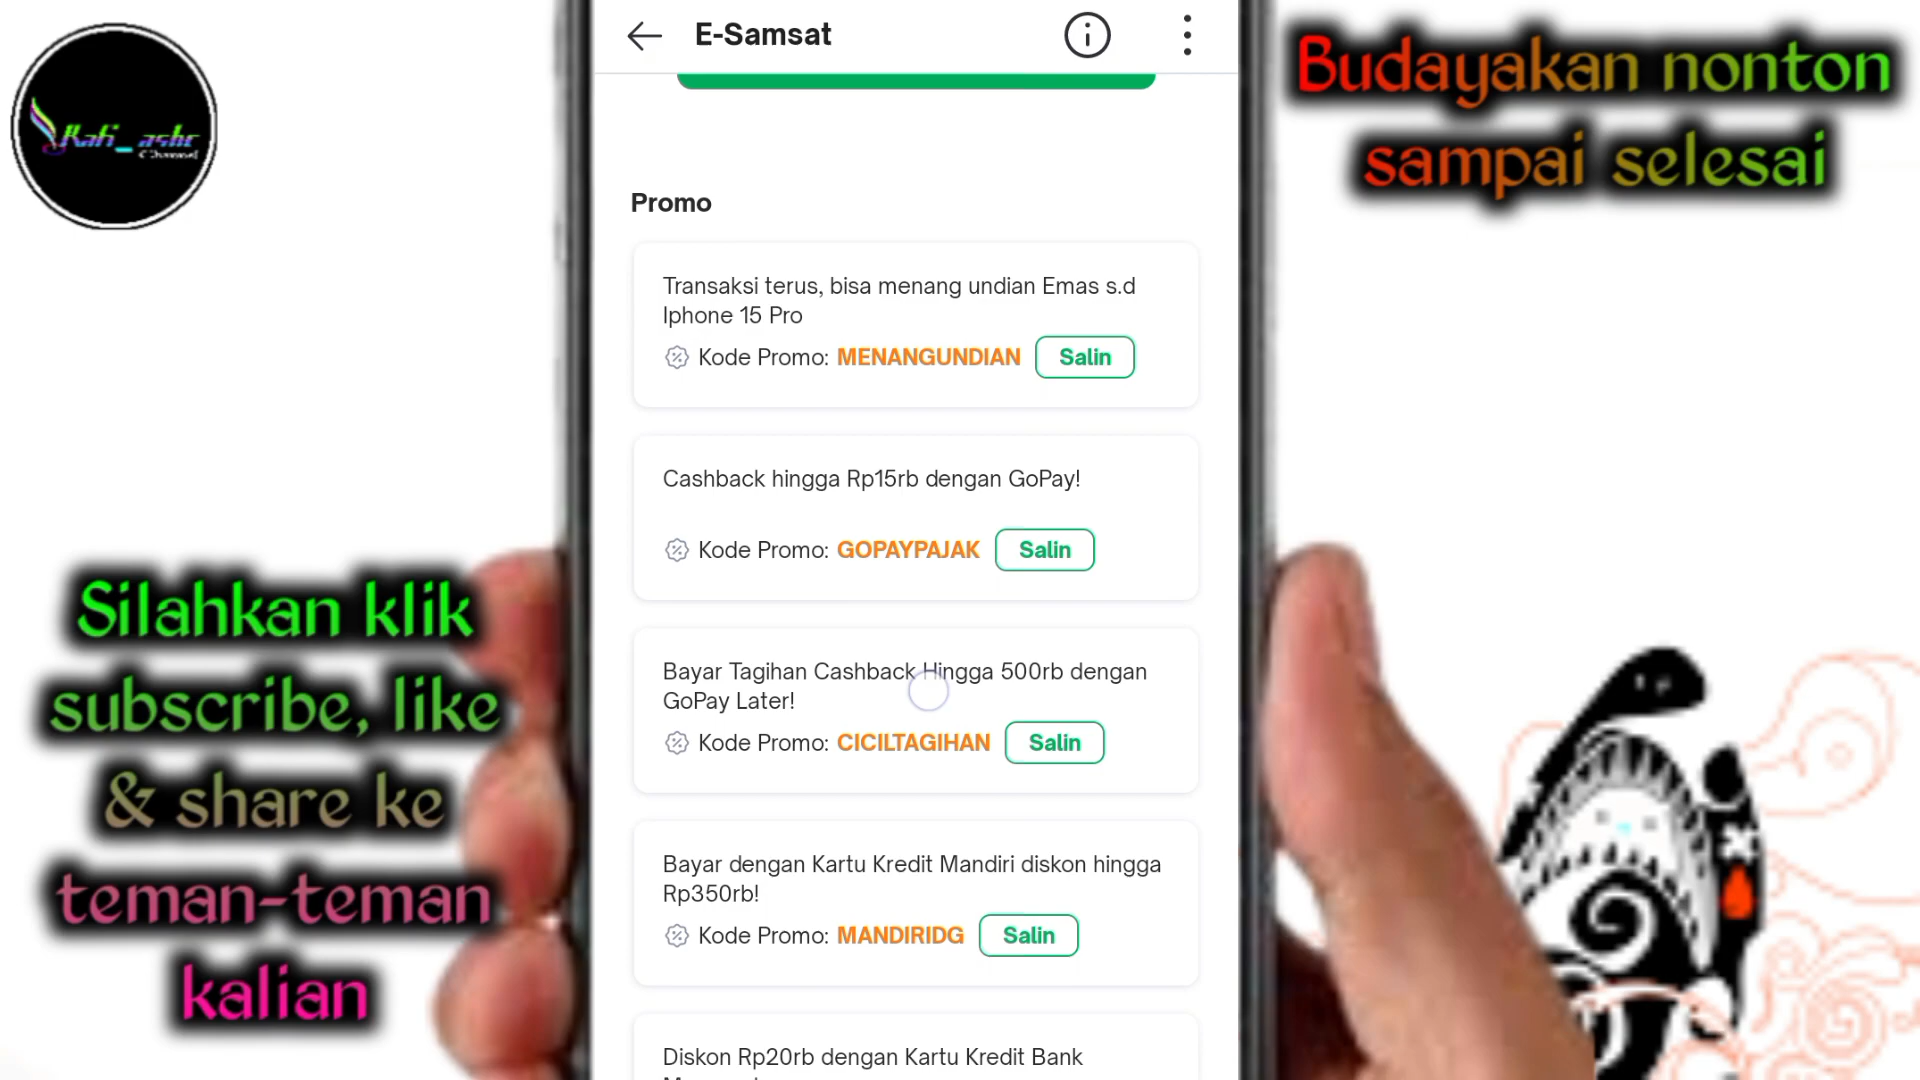 E-Samsat
Budayakan nonton
sampai selesai
Promo
Transaksi terus, bisa menang undian Emas s.d
Iphone 15 Pro
Kode Promo: MENANGUNDIAN Salin
Cashback hingga Rp15rb dengan GoPay!
Kode Promo: GOPAYPAJAK Salin
Bayar Tagihan Cashback Hingga 500rb dengan
GoPay Later!
Kode Promo: CICILTAGIHAN Salin
Bayar dengan Kartu Kredit Mandiri diskon hingga
Rp350rb!
Kode Promo: MANDIRIDG Salin
Diskon Rp20rb dengan Kartu Kredit Bank
Silahkan klik
subscribe, like
& share ke
teman-teman
kalian